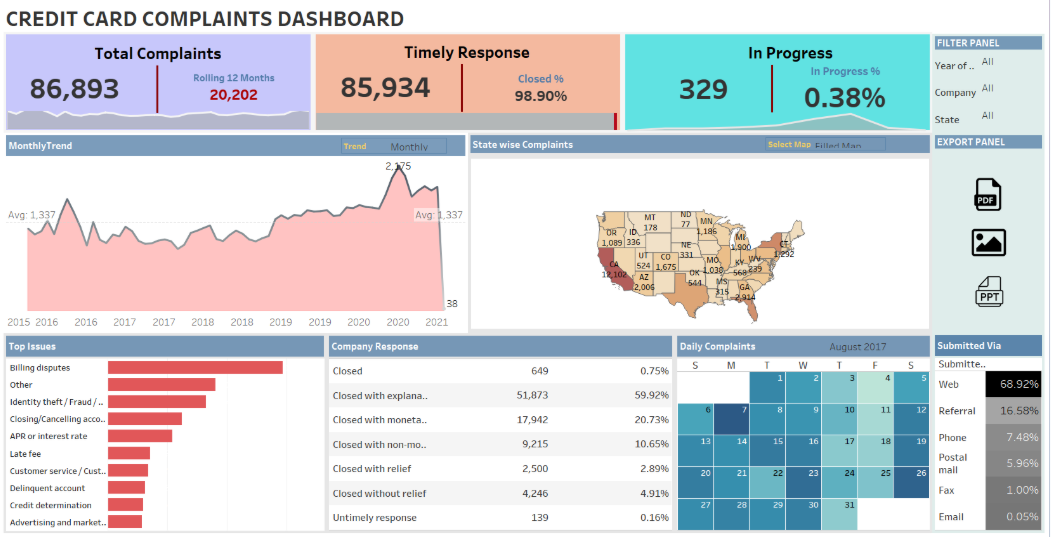 CREDIT CARD COMPLAINTS DASHBOARD
Total Complaints
86,893
Rolling 12 Months
20,202
Timely Response
85,934
Closed %
98.90%
In Progress
329
In Progress %
0.38%
FILTER PANEL
Year of .. All
Company All
State All
MonthlyTrend
Trend Monthly
2,175
Avg: 1,337
Avg: 1,337
38
2015 2016 2016 2017 2017 2018 2018 2019 2019 2020 2020 2021
State wise Complaints
Select Map Filled Map
MT
178
ND
77
MN
1,186
OR
1,089
ID
336
MI
1,900
CT
1,292
NE
331
UT
524
CO
1,675
MO
1,038
KY
568
WV
239
CA
12,102
AZ
2,006
OK
544
MS
315
GA
2,914
EXPORT PANEL
PDF
PPT
Top Issues
Billing disputes
Other
Identity theft / Fraud / ..
Closing/Cancelling acco..
APR or interest rate
Late fee
Customer service / Cust..
Delinquent account
Credit determination
Advertising and market..
Company Response
Closed 649 0.75%
Closed with explana.. 51,873 59.92%
Closed with moneta.. 17,942 20.73%
Closed with non-mo.. 9,215 10.65%
Closed with relief 2,500 2.89%
Closed without relief 4,246 4.91%
Untimely response 139 0.16%
Daily Complaints August 2017
S M T W T F S
1 2 3 4 5
6 7 8 9 10 11 12
13 14 15 16 17 18 19
20 21 22 23 24 25 26
27 28 29 30 31
Submitted Via
Submitte..
Web 68.92%
Referral 16.58%
Phone 7.48%
Postal mail 5.96%
Fax 1.00%
Email 0.05%